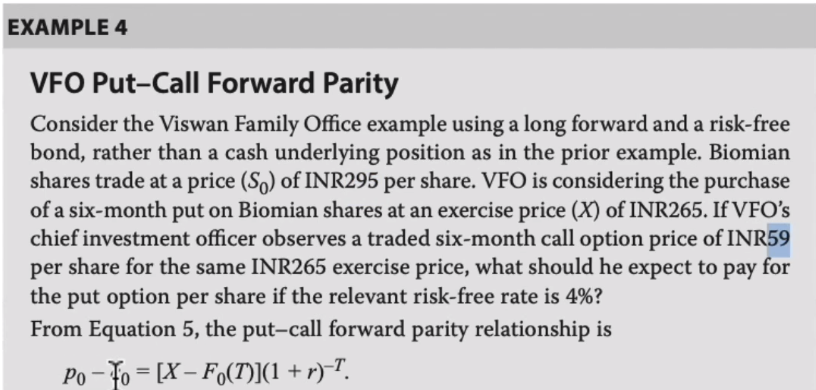 EXAMPLE 4
VFO Put–Call Forward Parity
Consider the Viswan Family Office example using a long forward and a risk-free
bond, rather than a cash underlying position as in the prior example. Biomian
shares trade at a price (S₀) of INR295 per share. VFO is considering the purchase
of a six-month put on Biomian shares at an exercise price (X) of INR265. If VFO's
chief investment officer observes a traded six-month call option price of INR59
per share for the same INR265 exercise price, what should he expect to pay for
the put option per share if the relevant risk-free rate is 4%?
From Equation 5, the put–call forward parity relationship is
p₀ – ₀ = [X – F₀(T)](1 + r)⁻ᵀ.